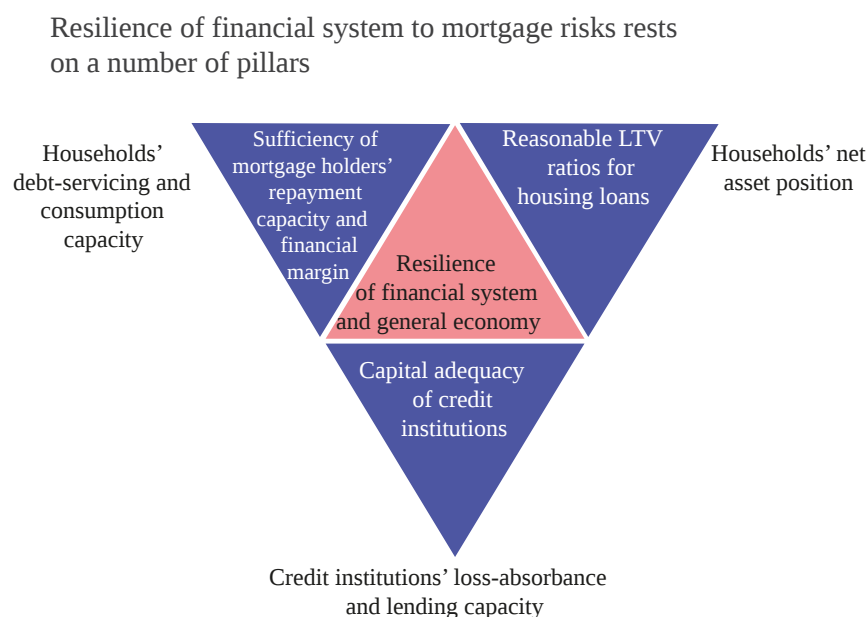 Resilience of financial system to mortgage risks rests
on a number of pillars
Households’
debt-servicing and
consumption
capacity
Sufficiency of
mortgage holders’
repayment
capacity and
financial
margin
Reasonable LTV
ratios for
housing loans
Households’ net
asset position
Resilience
of financial system
and general economy
Capital adequacy
of credit
institutions
Credit institutions’ loss-absorbance
and lending capacity